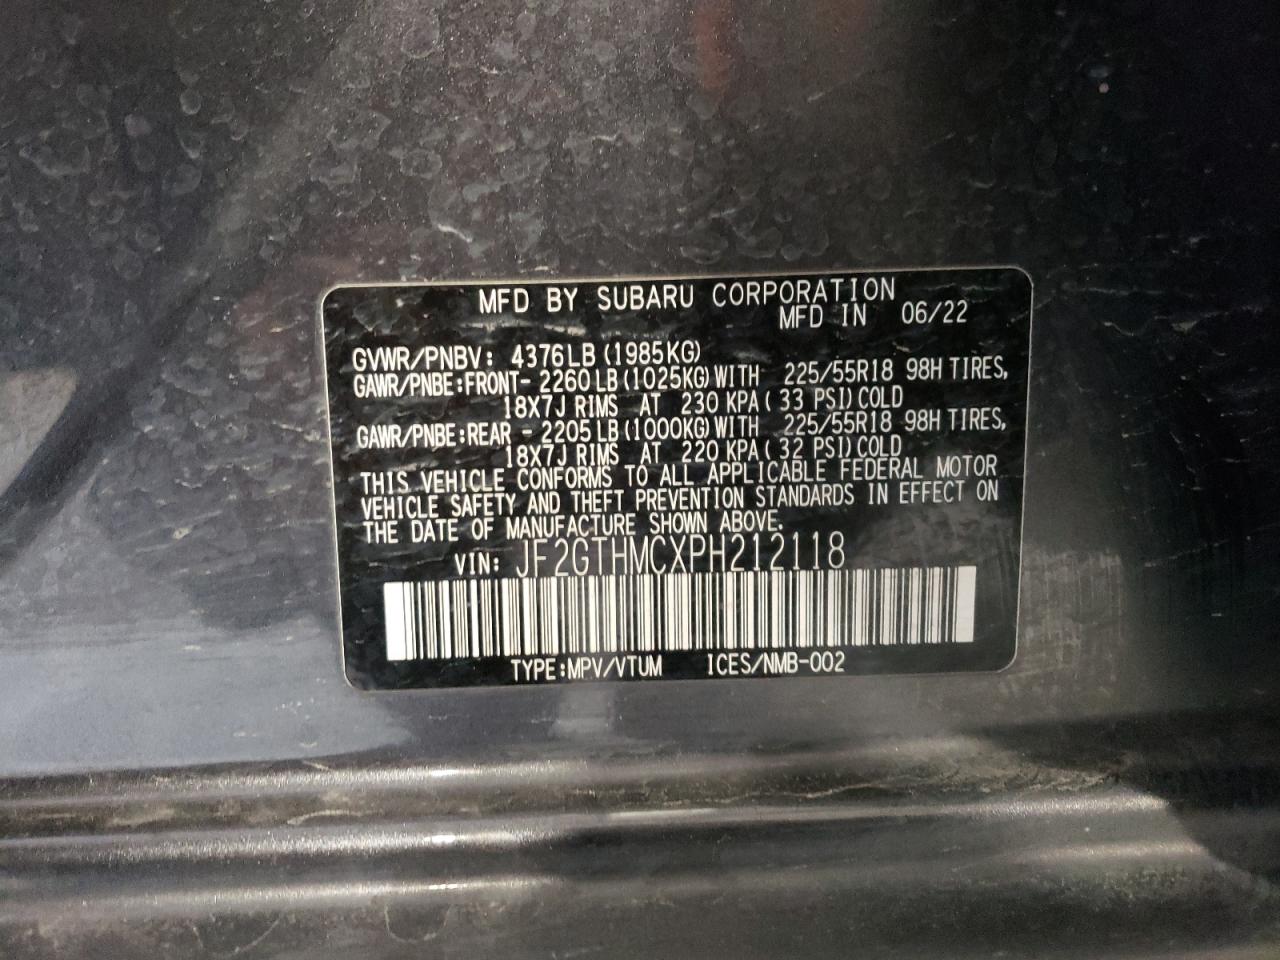 MFD BY SUBARU CORPORATION
MFD IN 06/22
GVWR/PNBV: 4376LB (1985KG)
GAWR/PNBE:FRONT- 2260LB (1025KG) WITH 225/55R18 98H TIRES,
18X7J RIMS AT 230 KPA( 33 PSI)COLD
GAWR/PNBE:REAR - 2205LB (1000KG) WITH 225/55R18 98H TIRES,
18X7J RIMS AT 220 KPA( 32 PSI)COLD
THIS VEHICLE CONFORMS TO ALL APPLICABLE FEDERAL MOTOR
VEHICLE SAFETY AND THEFT PREVENTION STANDARDS IN EFFECT ON
THE DATE OF MANUFACTURE SHOWN ABOVE.
VIN: JF2GTHMCXPH212118
TYPE:MPV/VTUM ICES/NMB-002